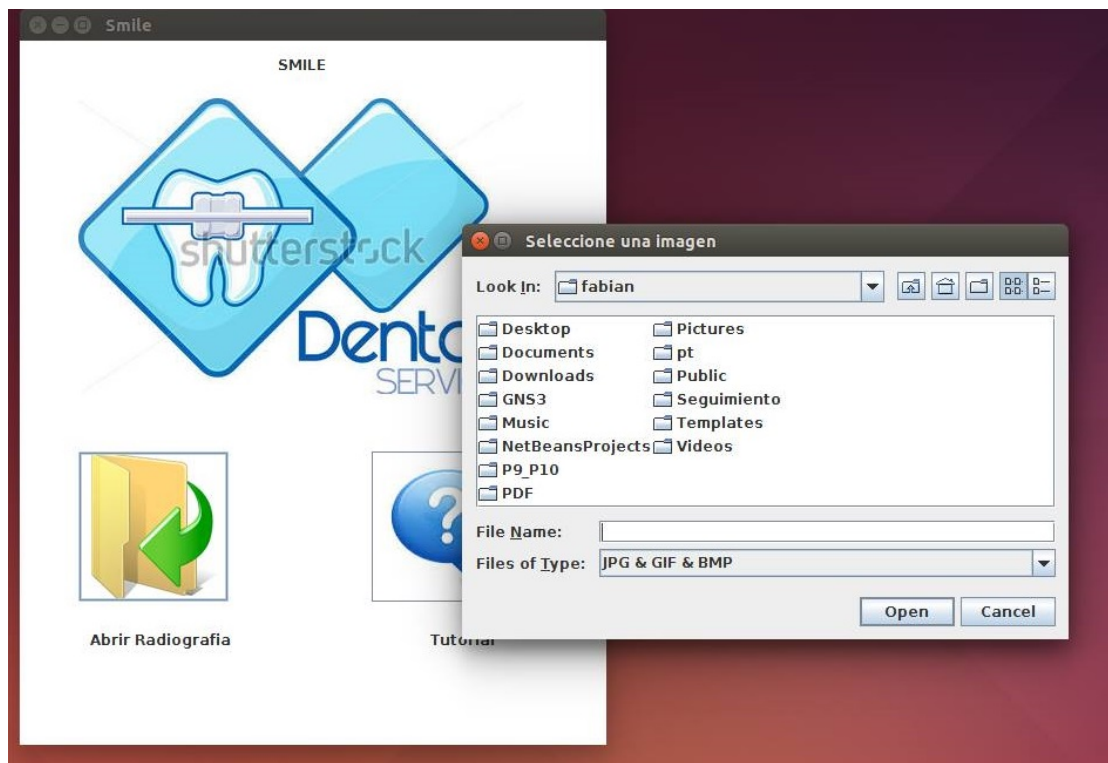 Smile
SMILE
shutterstock
Denta
SERVI
Abrir Radiografia
Tutorial
Seleccione una imagen
Look In: fabian
Desktop Pictures
Documents pt
Downloads Public
GNS3 Seguimiento
Music Templates
NetBeansProjects Videos
P9_P10
PDF
File Name:
Files of Type: JPG & GIF & BMP
Open Cancel